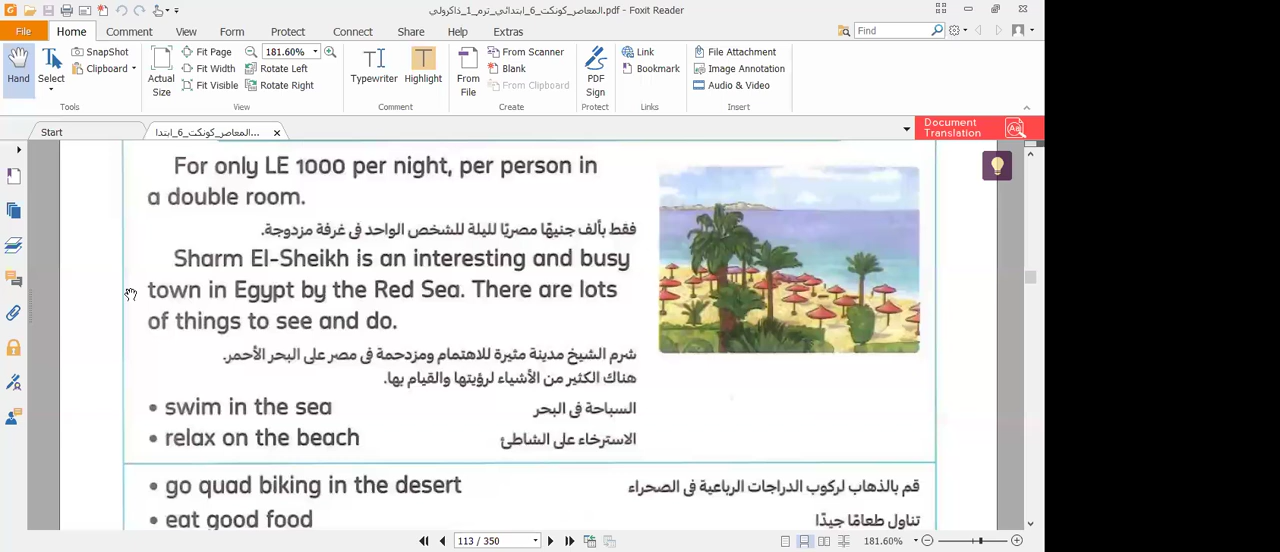 المعاصر_كونكت_6_ابتدائي_ترم_1_ذاكرولي.pdf - Foxit Reader
File Home Comment View Form Protect Connect Share Help Extras Find
Hand
Select
SnapShot
Clipboard
Actual Size
Fit Page
Fit Width
Fit Visible
181.60%
Rotate Left
Rotate Right
Typewriter
Highlight
From File
From Scanner
Blank
From Clipboard
PDF Sign
Link
Bookmark
File Attachment
Image Annotation
Audio & Video
Tools View Comment Create Protect Links Insert
Start
المعاصر_كونكت_6_ابتدا...
Document Translation
For only LE 1000 per night, per person in
a double room.
فقط بألف جنيهًا مصريًا لليلة للشخص الواحد فى غرفة مزدوجة.
Sharm El-Sheikh is an interesting and busy
town in Egypt by the Red Sea. There are lots
of things to see and do.
شرم الشيخ مدينة مثيرة للاهتمام ومزدحمة فى مصر على البحر الأحمر.
هناك الكثير من الأشياء لرؤيتها والقيام بها.
• swim in the sea السباحة فى البحر
• relax on the beach الاسترخاء على الشاطئ
• go quad biking in the desert قم بالذهاب لركوب الدراجات الرباعية فى الصحراء
• eat good food تناول طعامًا جيدًا
113 / 350
181.60%